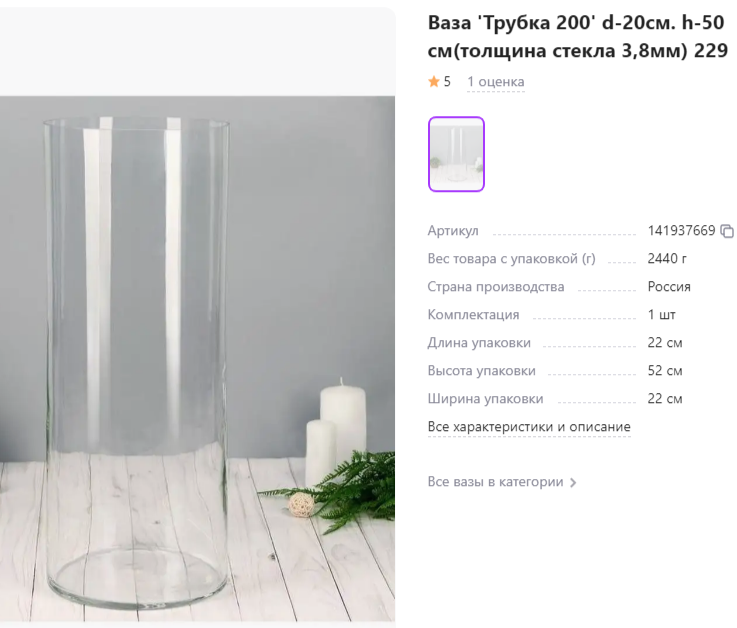 Ваза 'Трубка 200' d-20см. h-50
см(толщина стекла 3,8мм) 229
5 1 оценка
Артикул 141937669
Вес товара с упаковкой (г) 2440 г
Страна производства Россия
Комплектация 1 шт
Длина упаковки 22 см
Высота упаковки 52 см
Ширина упаковки 22 см
Все характеристики и описание
Все вазы в категории